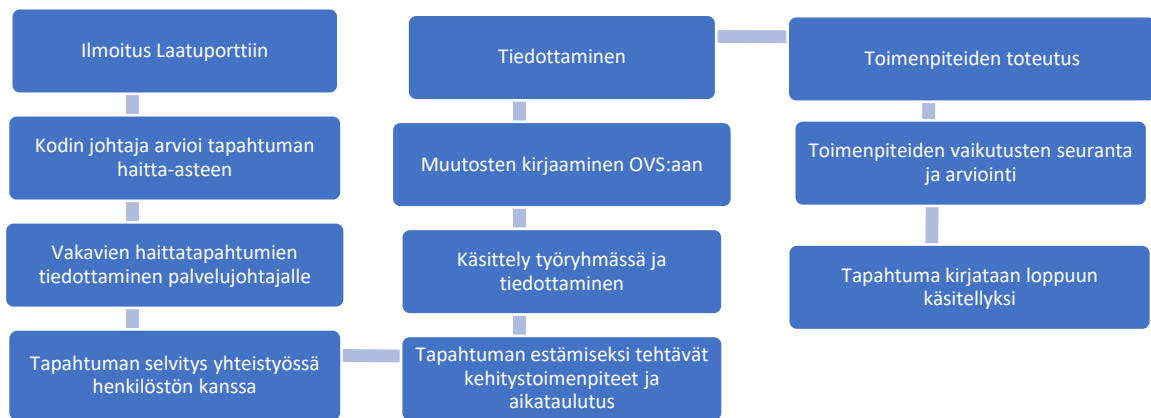 Ilmoitus Laatuporttiin
Kodin johtaja arvioi tapahtuman
haitta-asteen
Vakavien haittatapahtumien
tiedottaminen palvelujohtajalle
Tapahtuman selvitys yhteistyössä
henkilöstön kanssa
Tapahtuman estämiseksi tehtävät
kehitystoimenpiteet ja
aikataulutus
Käsittely työryhmässä ja
tiedottaminen
Muutosten kirjaaminen OVS:aan
Tiedottaminen
Toimenpiteiden toteutus
Toimenpiteiden vaikutusten seuranta
ja arviointi
Tapahtuma kirjataan loppuun
käsitellyksi